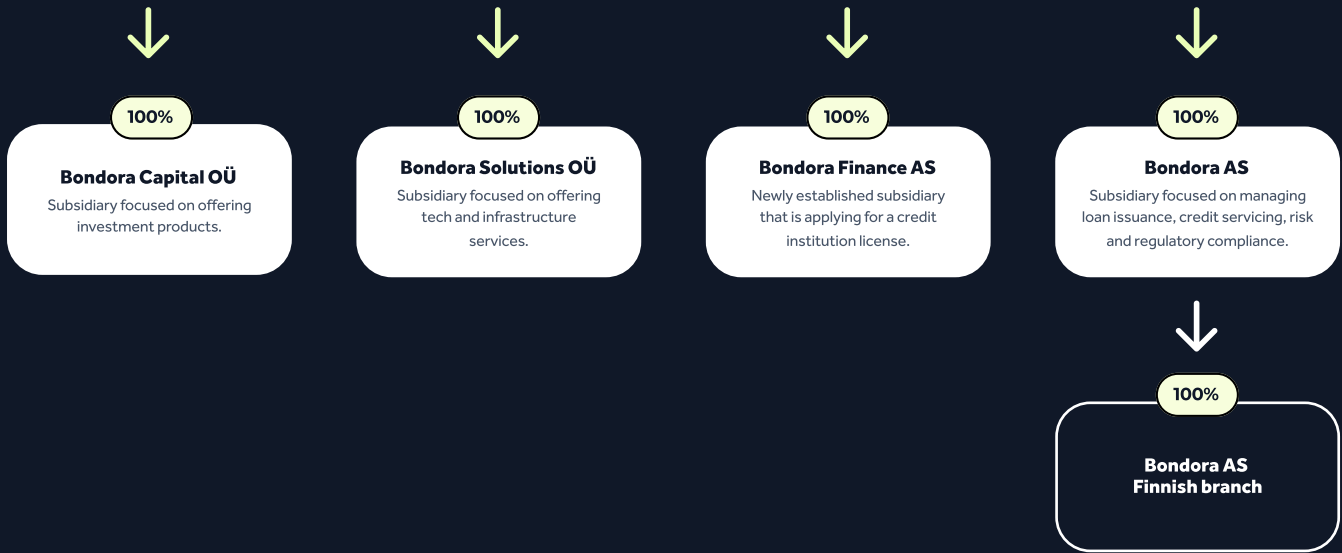 100%
Bondora Capital OÜ
Subsidiary focused on offering
investment products.
100%
Bondora Solutions OÜ
Subsidiary focused on offering
tech and infrastructure
services.
100%
Bondora Finance AS
Newly established subsidiary
that is applying for a credit
institution license.
100%
Bondora AS
Subsidiary focused on managing
loan issuance, credit servicing, risk
and regulatory compliance.
100%
Bondora AS
Finnish branch